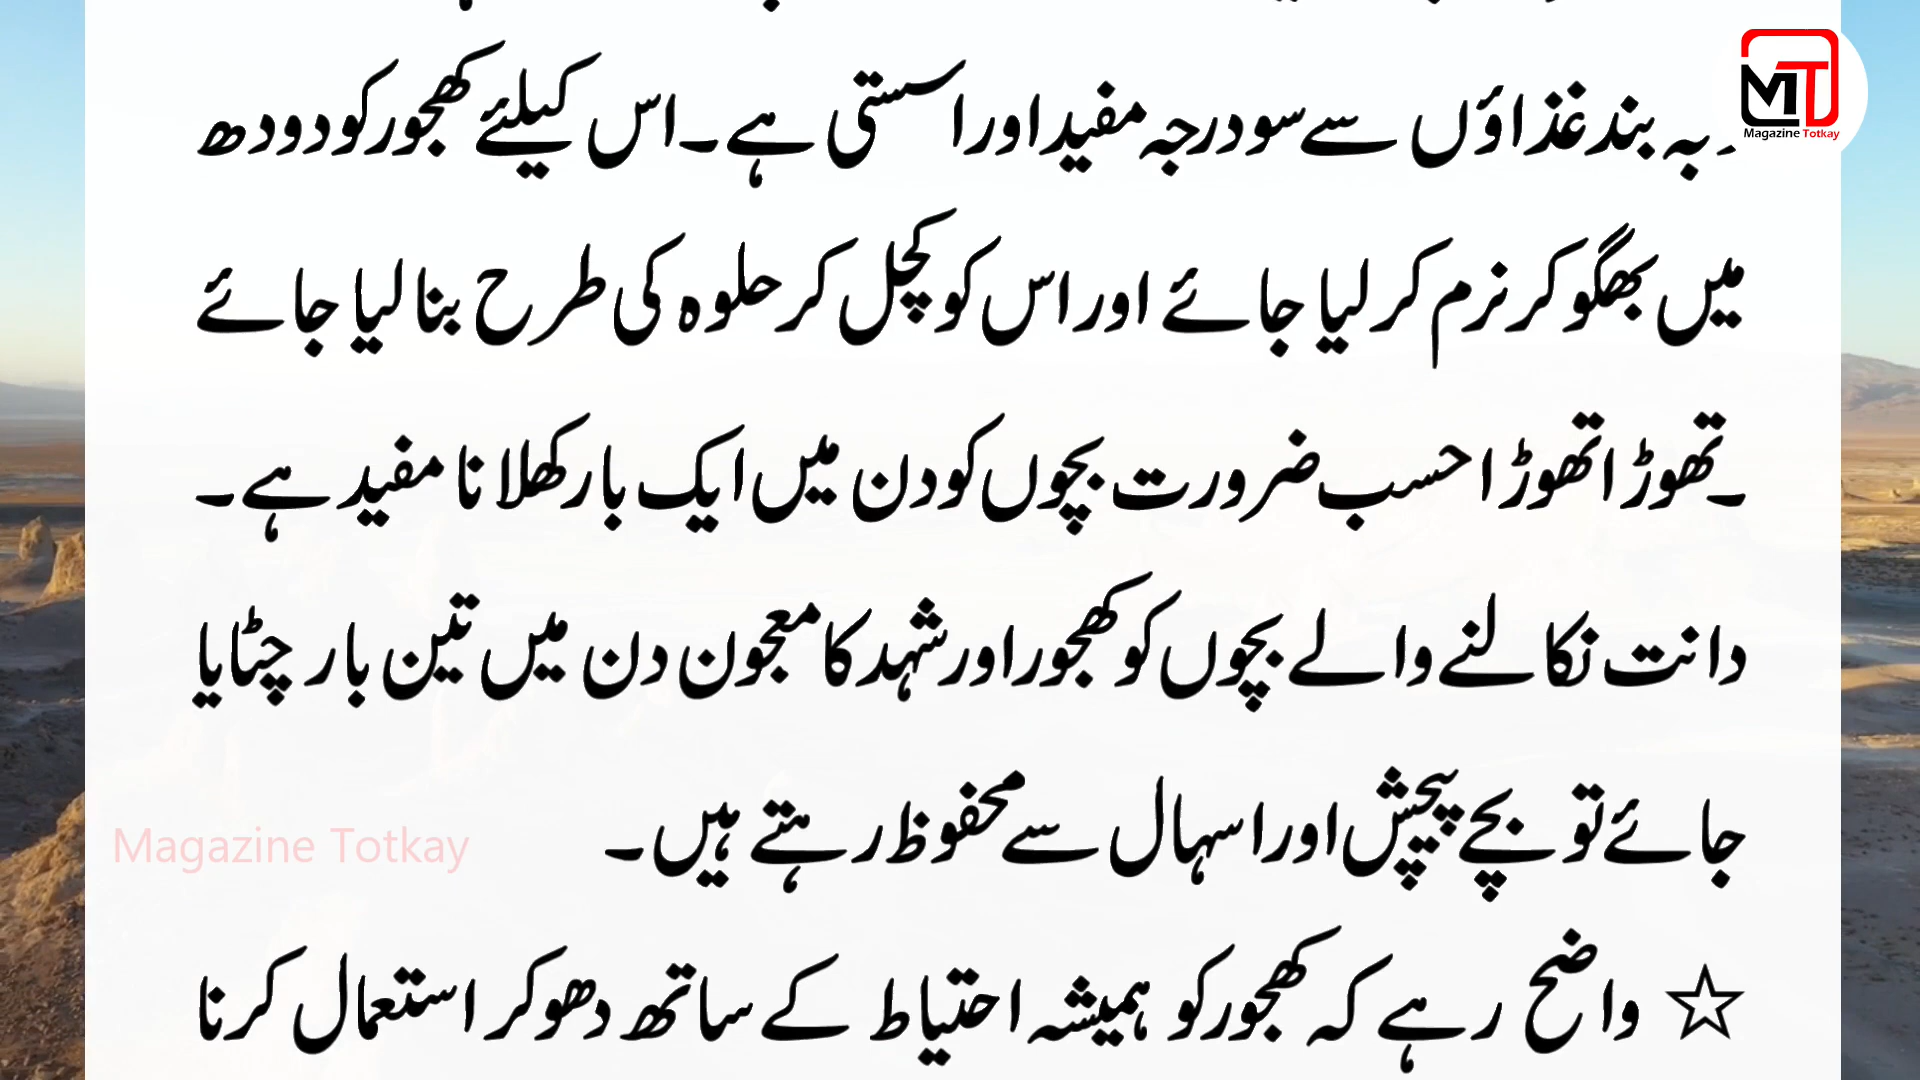 بہ بند غذاؤں سے سو درجہ مفید اور سستی ہے۔ اس کیلئے کھجور کو دودھ
میں بھگو کر نرم کر لیا جائے اور اس کو کچل کر حلوہ کی طرح بنا لیا جائے
۔تھوڑا تھوڑا حسب ضرورت بچوں کو دن میں ایک بار کھلانا مفید ہے۔
دانت نکالنے والے بچوں کو کھجور اور شہد کا معجون دن میں تین بار چٹایا
جائے تو بچے پیچش اور اسہال سے محفوظ رہتے ہیں۔
☆ واضح رہے کہ کھجور کو ہمیشہ احتیاط کے ساتھ دھو کر استعمال کرنا
MT
Magazine Totkay
Magazine Totkay